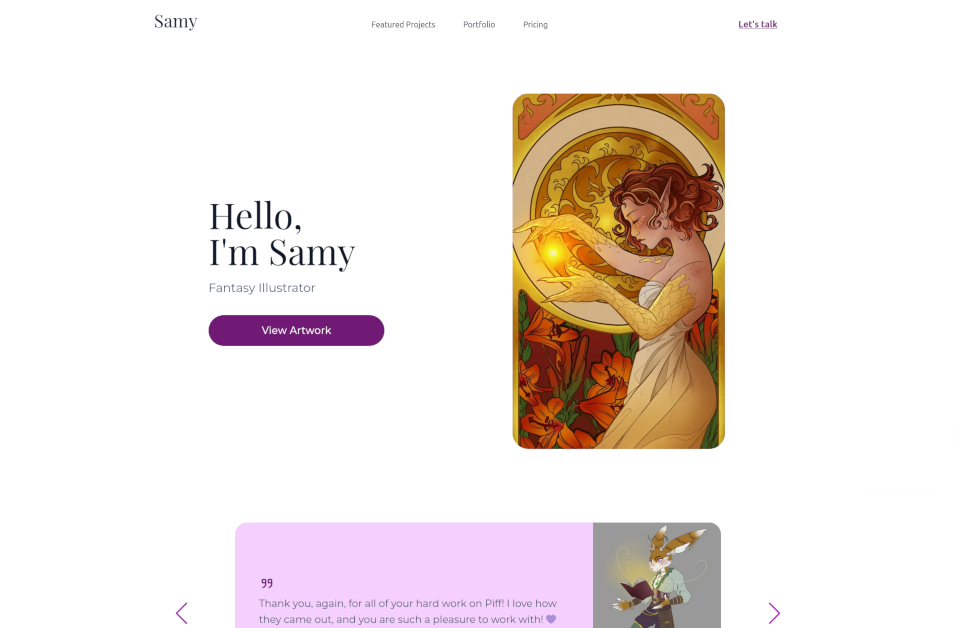 Samy
Featured Projects
Portfolio
Pricing
Let's talk
Hello,
I'm Samy
Fantasy Illustrator
View Artwork
Thank you, again, for all of your hard work on Piff! I love how
they came out, and you are such a pleasure to work with! 💜